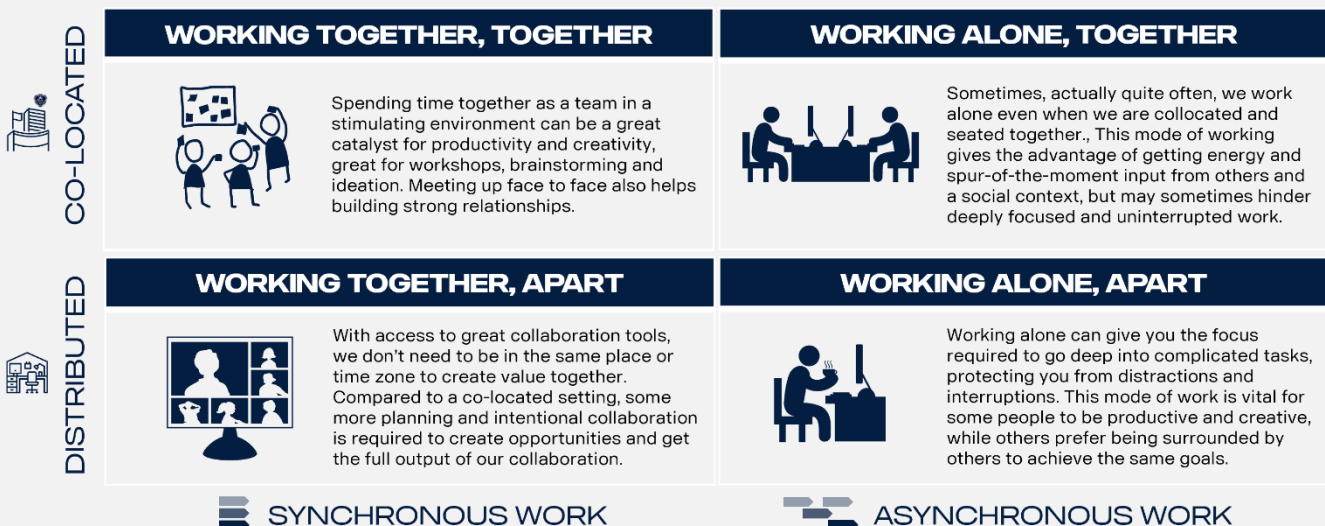 CO-LOCATED
WORKING TOGETHER, TOGETHER
Spending time together as a team in a
stimulating environment can be a great
catalyst for productivity and creativity,
great for workshops, brainstorming and
ideation. Meeting up face to face also helps
building strong relationships.
WORKING ALONE, TOGETHER
Sometimes, actually quite often, we work
alone even when we are collocated and
seated together., This mode of working
gives the advantage of getting energy and
spur-of-the-moment input from others and
a social context, but may sometimes hinder
deeply focused and uninterrupted work.
DISTRIBUTED
WORKING TOGETHER, APART
With access to great collaboration tools,
we don't need to be in the same place or
time zone to create value together.
Compared to a co-located setting, some
more planning and intentional collaboration
is required to create opportunities and get
the full output of our collaboration.
WORKING ALONE, APART
Working alone can give you the focus
required to go deep into complicated tasks,
protecting you from distractions and
interruptions. This mode of work is vital for
some people to be productive and creative,
while others prefer being surrounded by
others to achieve the same goals.
SYNCHRONOUS WORK
ASYNCHRONOUS WORK